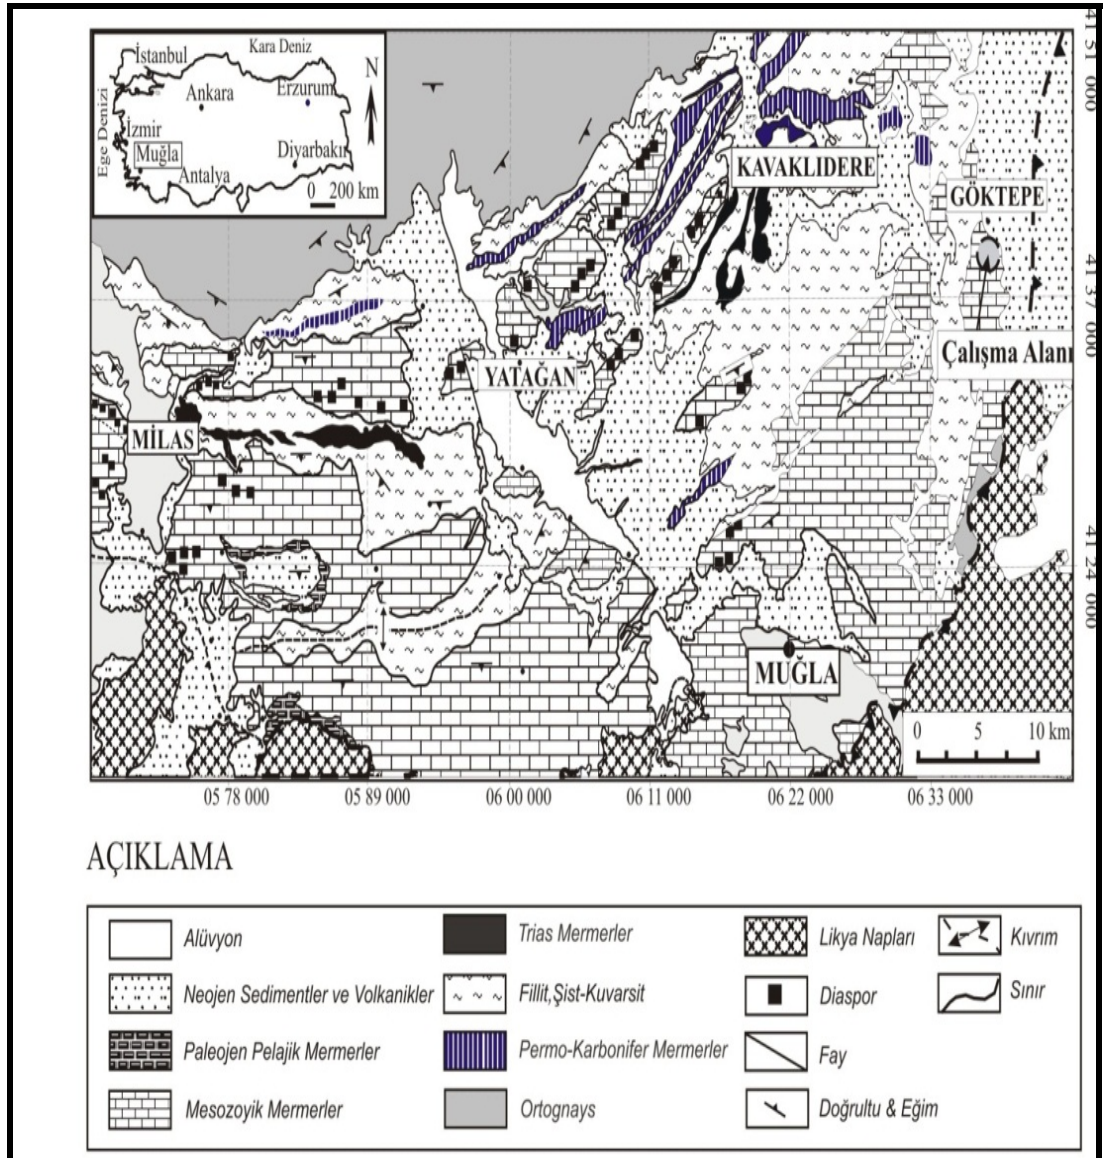 İstanbul
Kara Deniz
N
Ankara
Erzurum
Ege Denizi
İzmir
Muğla
Diyarbakır
Antalya
0 200 km
41 51 000
KAVAKLIDERE
GÖKTEPE
41 37 000
Çalışma Alanı
YATAĞAN
MİLAS
41 24 000
MUĞLA
0 5 10 km
05 78 000 05 89 000 06 00 000 06 11 000 06 22 000 06 33 000
AÇIKLAMA
Alüvyon
Neojen Sedimentler ve Volkanikler
Paleojen Pelajik Mermerler
Mesozoyik Mermerler
Trias Mermerler
Fillit,Şist-Kuvarsit
Permo-Karbonifer Mermerler
Ortognays
Likya Napları
Diaspor
Fay
Doğrultu & Eğim
Kıvrım
Sınır